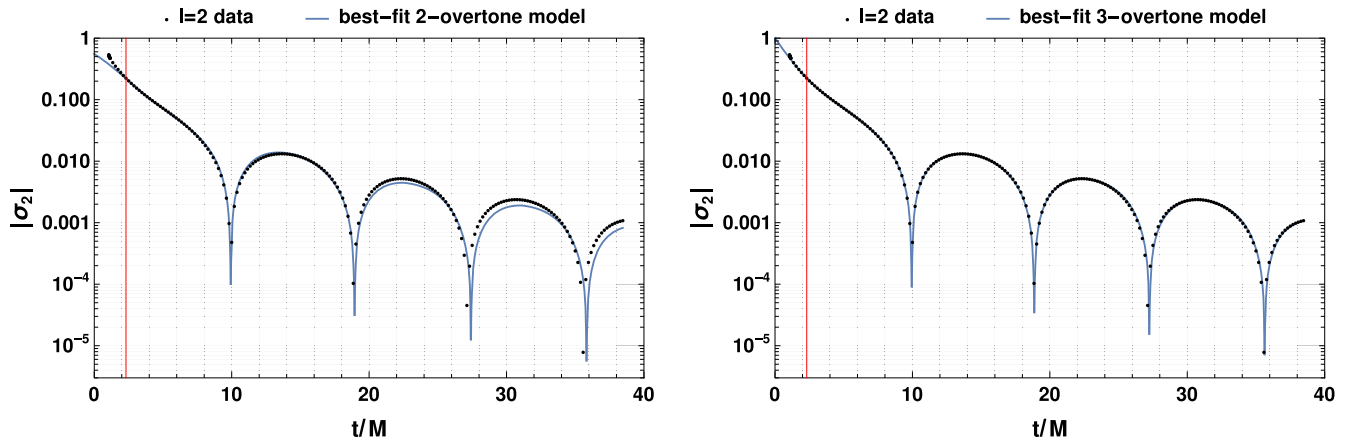 l=2 data best-fit 2-overtone model
1
0.100
0.010
0.001
10⁻⁴
10⁻⁵
|σ₂|
0 10 20 30 40
t/M
l=2 data best-fit 3-overtone model
1
0.100
0.010
0.001
10⁻⁴
10⁻⁵
|σ₂|
0 10 20 30 40
t/M